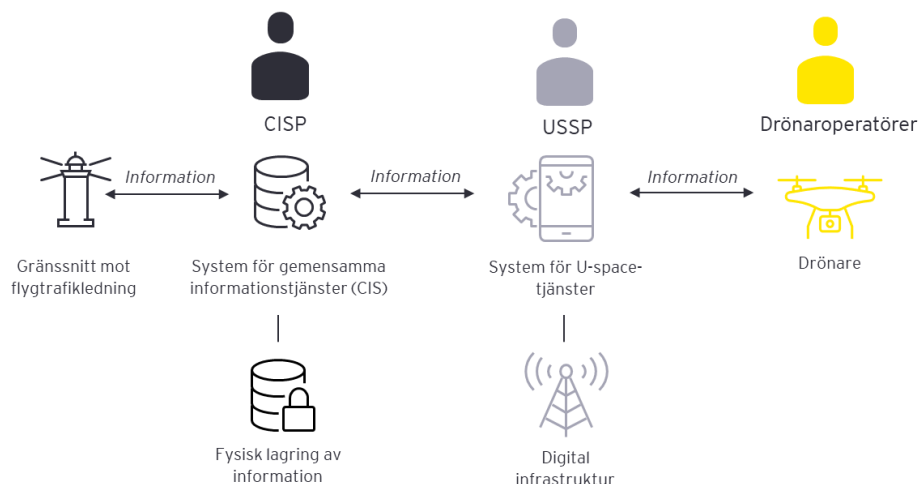 CISP
USSP
Drönaroperatörer
Information
Information
Information
Gränssnitt mot
flygtrafikledning
System för gemensamma
informationstjänster (CIS)
System för U-space-
tjänster
Drönare
Fysisk lagring av
information
Digital
infrastruktur